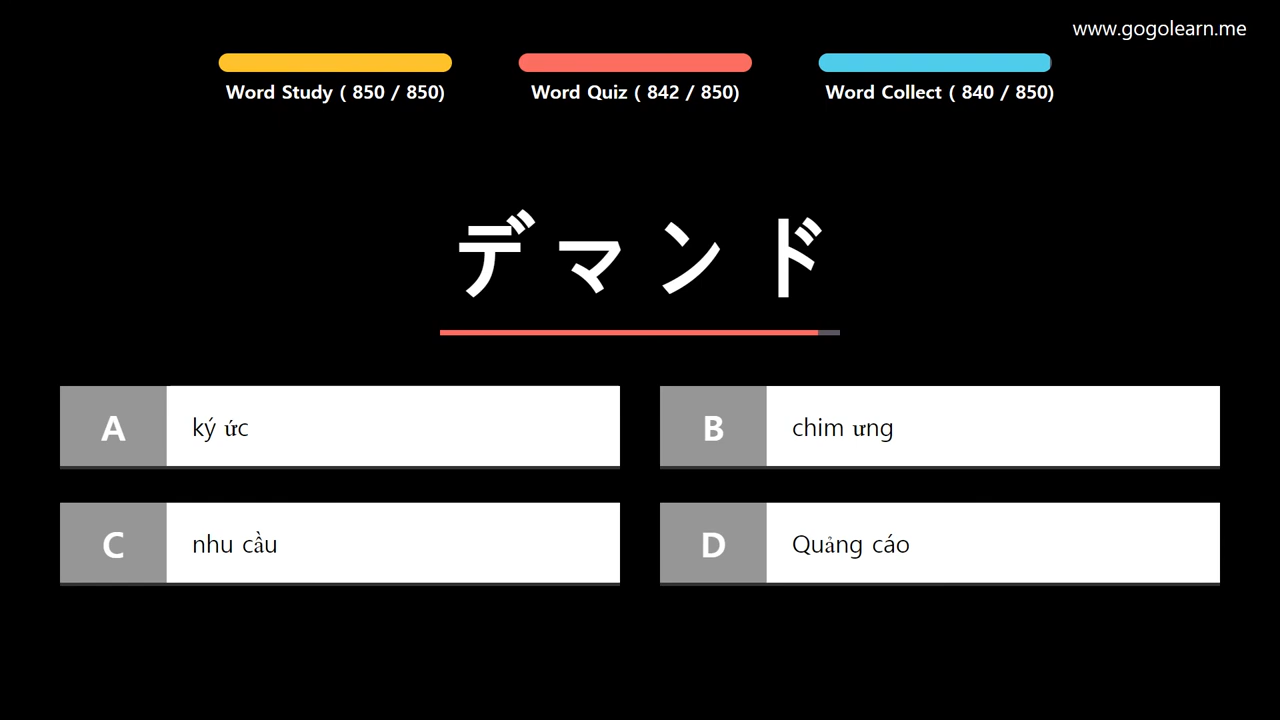 www.gogolearn.me
Word Study ( 850 / 850)
Word Quiz ( 842 / 850)
Word Collect ( 840 / 850)
デマンド
A
ký ức
B
chim ưng
C
nhu cầu
D
Quảng cáo